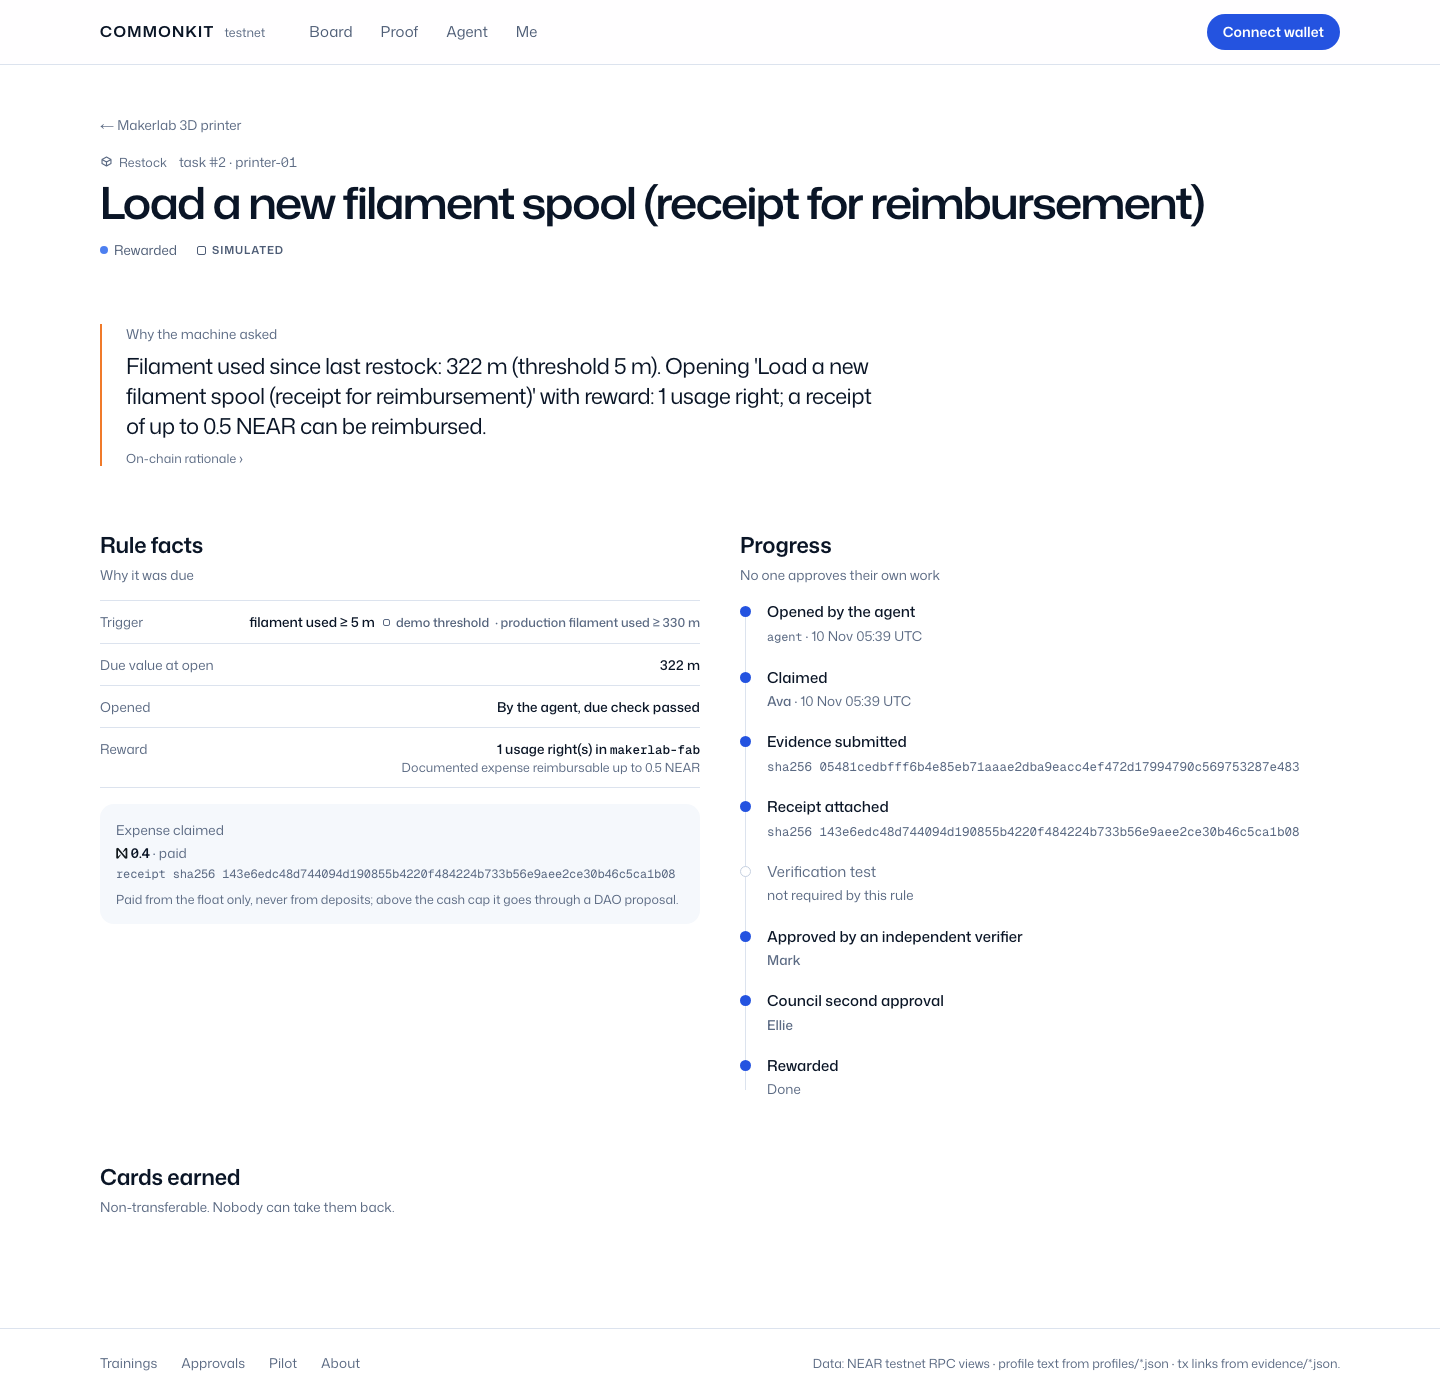 COMMONKIT testnet Board Proof Agent Me Connect wallet
← Makerlab 3D printer
Restock task #2 · printer-01
Load a new filament spool (receipt for reimbursement)
Rewarded SIMULATED
Why the machine asked
Filament used since last restock: 322 m (threshold 5 m). Opening 'Load a new
filament spool (receipt for reimbursement)' with reward: 1 usage right; a receipt
of up to 0.5 NEAR can be reimbursed.
On-chain rationale ›
Rule facts
Why it was due
Trigger filament used ≥ 5 m demo threshold · production filament used ≥ 330 m
Due value at open 322 m
Opened By the agent, due check passed
Reward 1 usage right(s) in makerlab-fab
Documented expense reimbursable up to 0.5 NEAR
Expense claimed
0.4 · paid
receipt sha256 143e6edc48d744094d190855b4220f484224b733b56e9aee2ce30b46c5ca1b08
Paid from the float only, never from deposits; above the cash cap it goes through a DAO proposal.
Progress
No one approves their own work
Opened by the agent
agent · 10 Nov 05:39 UTC
Claimed
Ava · 10 Nov 05:39 UTC
Evidence submitted
sha256 05481cedbfff6b4e85eb71aaae2dba9eacc4ef472d17994790c569753287e483
Receipt attached
sha256 143e6edc48d744094d190855b4220f484224b733b56e9aee2ce30b46c5ca1b08
Verification test
not required by this rule
Approved by an independent verifier
Mark
Council second approval
Ellie
Rewarded
Done
Cards earned
Non-transferable. Nobody can take them back.
Trainings Approvals Pilot About
Data: NEAR testnet RPC views · profile text from profiles/*.json · tx links from evidence/*.json.